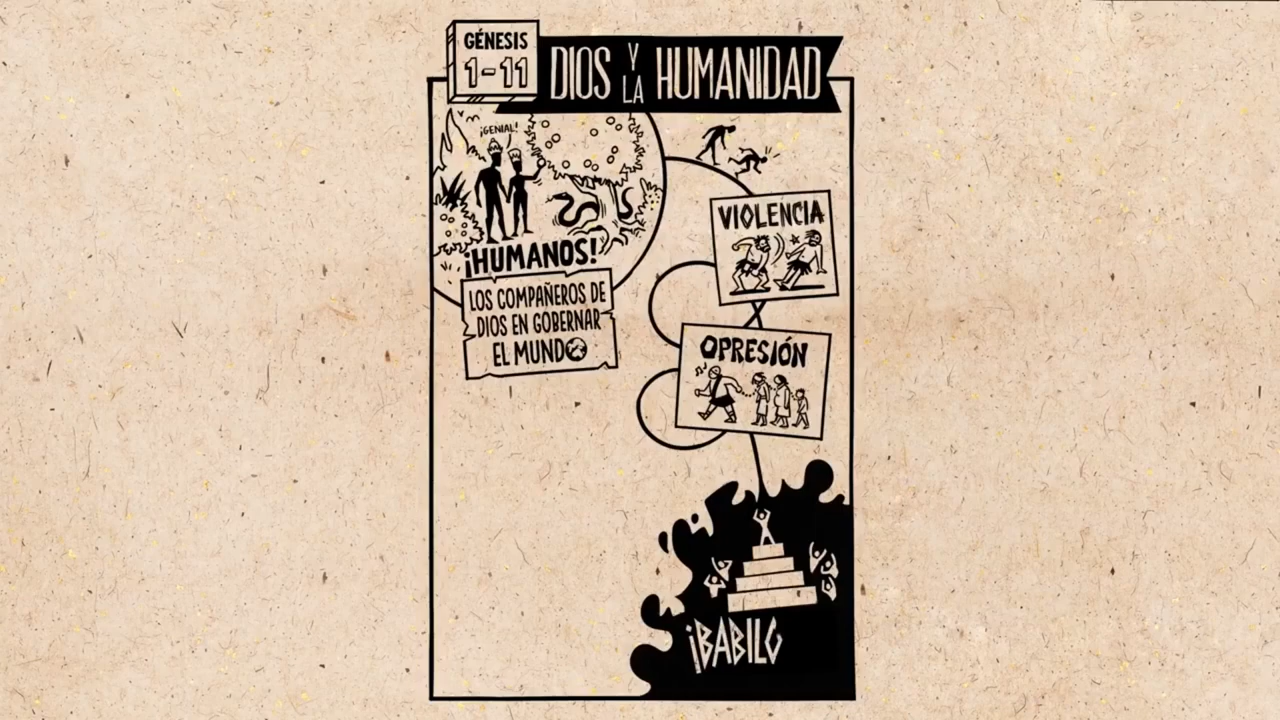 GÉNESIS
1-11
DIOS Y LA HUMANIDAD
¡GENIAL!
¡HUMANOS!
LOS COMPAÑEROS DE
DIOS EN GOBERNAR
EL MUNDO
VIOLENCIA
OPRESIÓN
¡BABILO